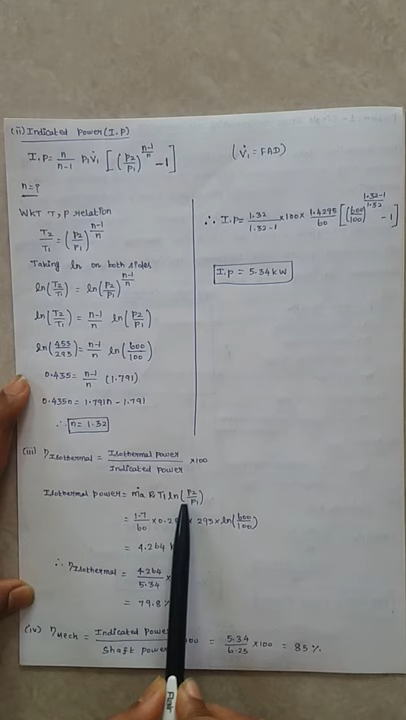 (ii) Indicated Power (I.P)
I.P = n/n-1 P1 V̇1 [(P2/P1)^(n-1/n) -1]
(V̇1 = FAD)
n=?
WKT T, P relation
T2/T1 = (P2/P1)^(n-1/n)
Taking ln on both sides
ln(T2/T1) = ln(P2/P1)^(n-1/n)
ln(T2/T1) = n-1/n ln(P2/P1)
ln(453/293) = n-1/n ln(600/100)
0.435 = n-1/n (1.791)
0.435n = 1.791n - 1.791
∴ n = 1.32
∴ I.P = 1.32/1.32-1 × 100 × 1.4295/60 [(600/100)^(1.32-1/1.32) -1]
I.P = 5.34 kW
(iii) η Isothermal = Isothermal power/Indicated power × 100
Isothermal power = ṁa R T1 ln(P2/P1)
= 1.7/60 × 0.2 × 293 × ln(600/100)
= 4.264
∴ η Isothermal = 4.264/5.34 ×
= 79.8%
(iv) η Mech = Indicated Power/Shaft power 100 = 5.34/6.25 × 100 = 85%
Flair